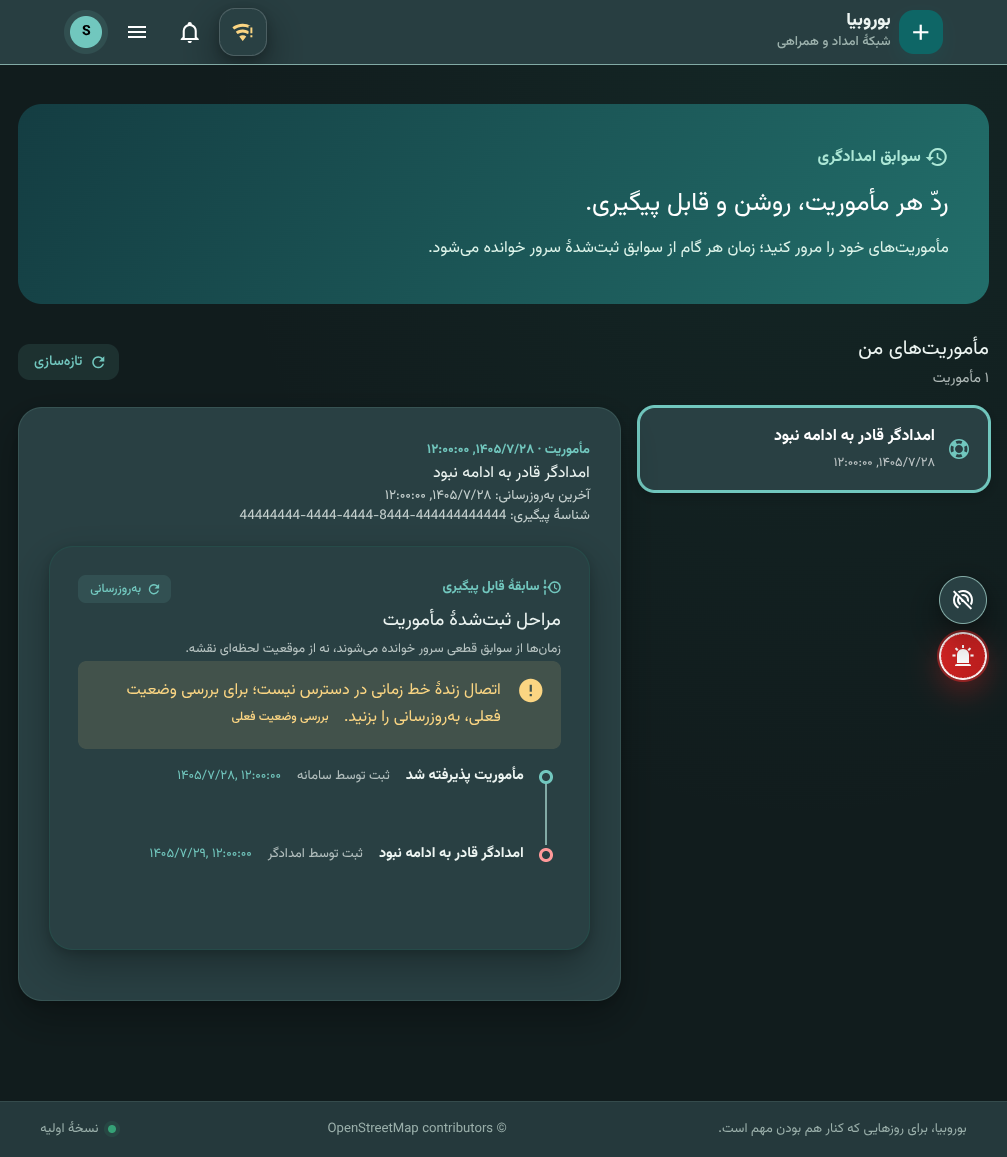 بوروبیا
شبکهٔ امداد و همراهی
S
سوابق امدادگری
ردّ هر مأموریت، روشن و قابل پیگیری.
مأموریت‌های خود را مرور کنید؛ زمان هر گام از سوابق ثبت‌شدهٔ سرور خوانده می‌شود.
مأموریت‌های من
۱ مأموریت
تازه‌سازی
امدادگر قادر به ادامه نبود
۱۴۰۵/۷/۲۸, ۱۲:۰۰:۰۰
مأموریت · ۱۴۰۵/۷/۲۸, ۱۲:۰۰:۰۰
امدادگر قادر به ادامه نبود
آخرین به‌روزرسانی: ۱۴۰۵/۷/۲۸, ۱۲:۰۰:۰۰
شناسهٔ پیگیری: 44444444-4444-4444-8444-444444444444
سابقهٔ قابل پیگیری
به‌روزرسانی
مراحل ثبت‌شدهٔ مأموریت
زمان‌ها از سوابق قطعی سرور خوانده می‌شوند، نه از موقعیت لحظه‌ای نقشه.
اتصال زندهٔ خط زمانی در دسترس نیست؛ برای بررسی وضعیت
فعلی، به‌روزرسانی را بزنید. بررسی وضعیت فعلی
مأموریت پذیرفته شد ثبت توسط سامانه ۱۴۰۵/۷/۲۸, ۱۲:۰۰:۰۰
امدادگر قادر به ادامه نبود ثبت توسط امدادگر ۱۴۰۵/۷/۲۹, ۱۲:۰۰:۰۰
بوروبیا، برای روزهایی که کنار هم بودن مهم است.
© OpenStreetMap contributors
نسخهٔ اولیه